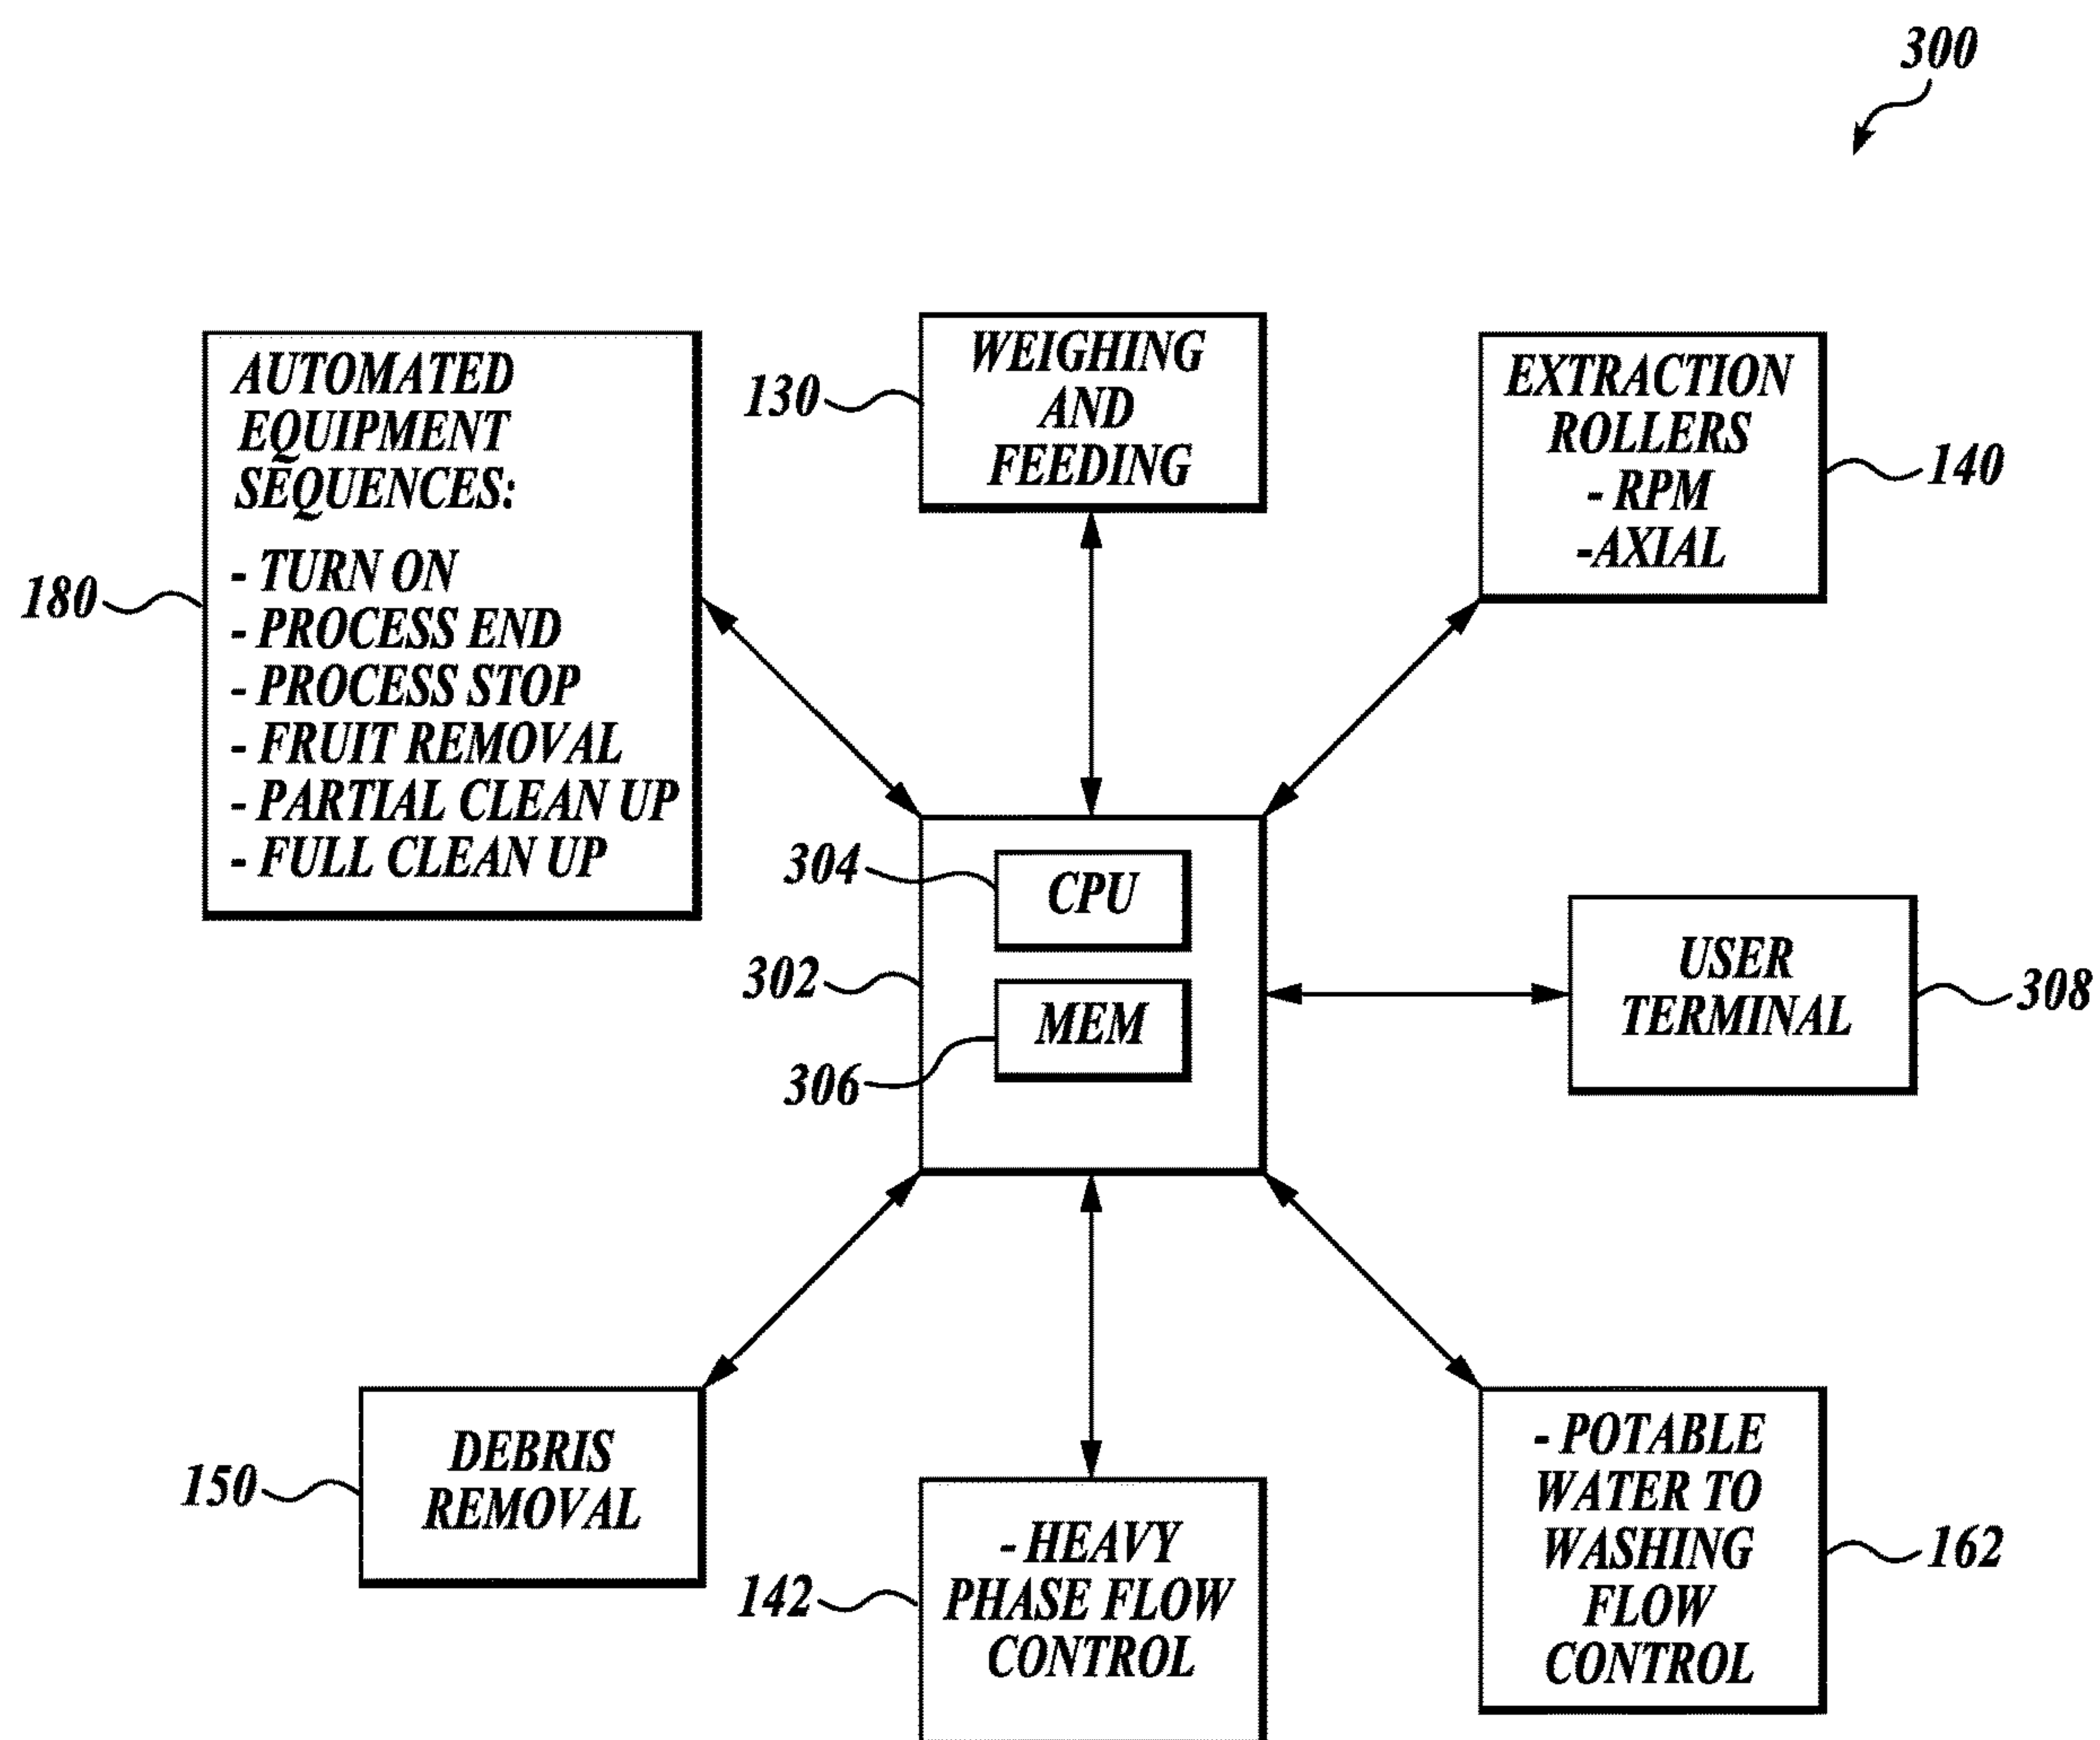 300
AUTOMATED
EQUIPMENT
SEQUENCES:
- TURN ON
- PROCESS END
- PROCESS STOP
- FRUIT REMOVAL
- PARTIAL CLEAN UP
- FULL CLEAN UP
180
130
WEIGHING
AND
FEEDING
EXTRACTION
ROLLERS
- RPM
-AXIAL
140
304
CPU
302
MEM
306
USER
TERMINAL
308
150
DEBRIS
REMOVAL
142
- HEAVY
PHASE FLOW
CONTROL
- POTABLE
WATER TO
WASHING
FLOW
CONTROL
162